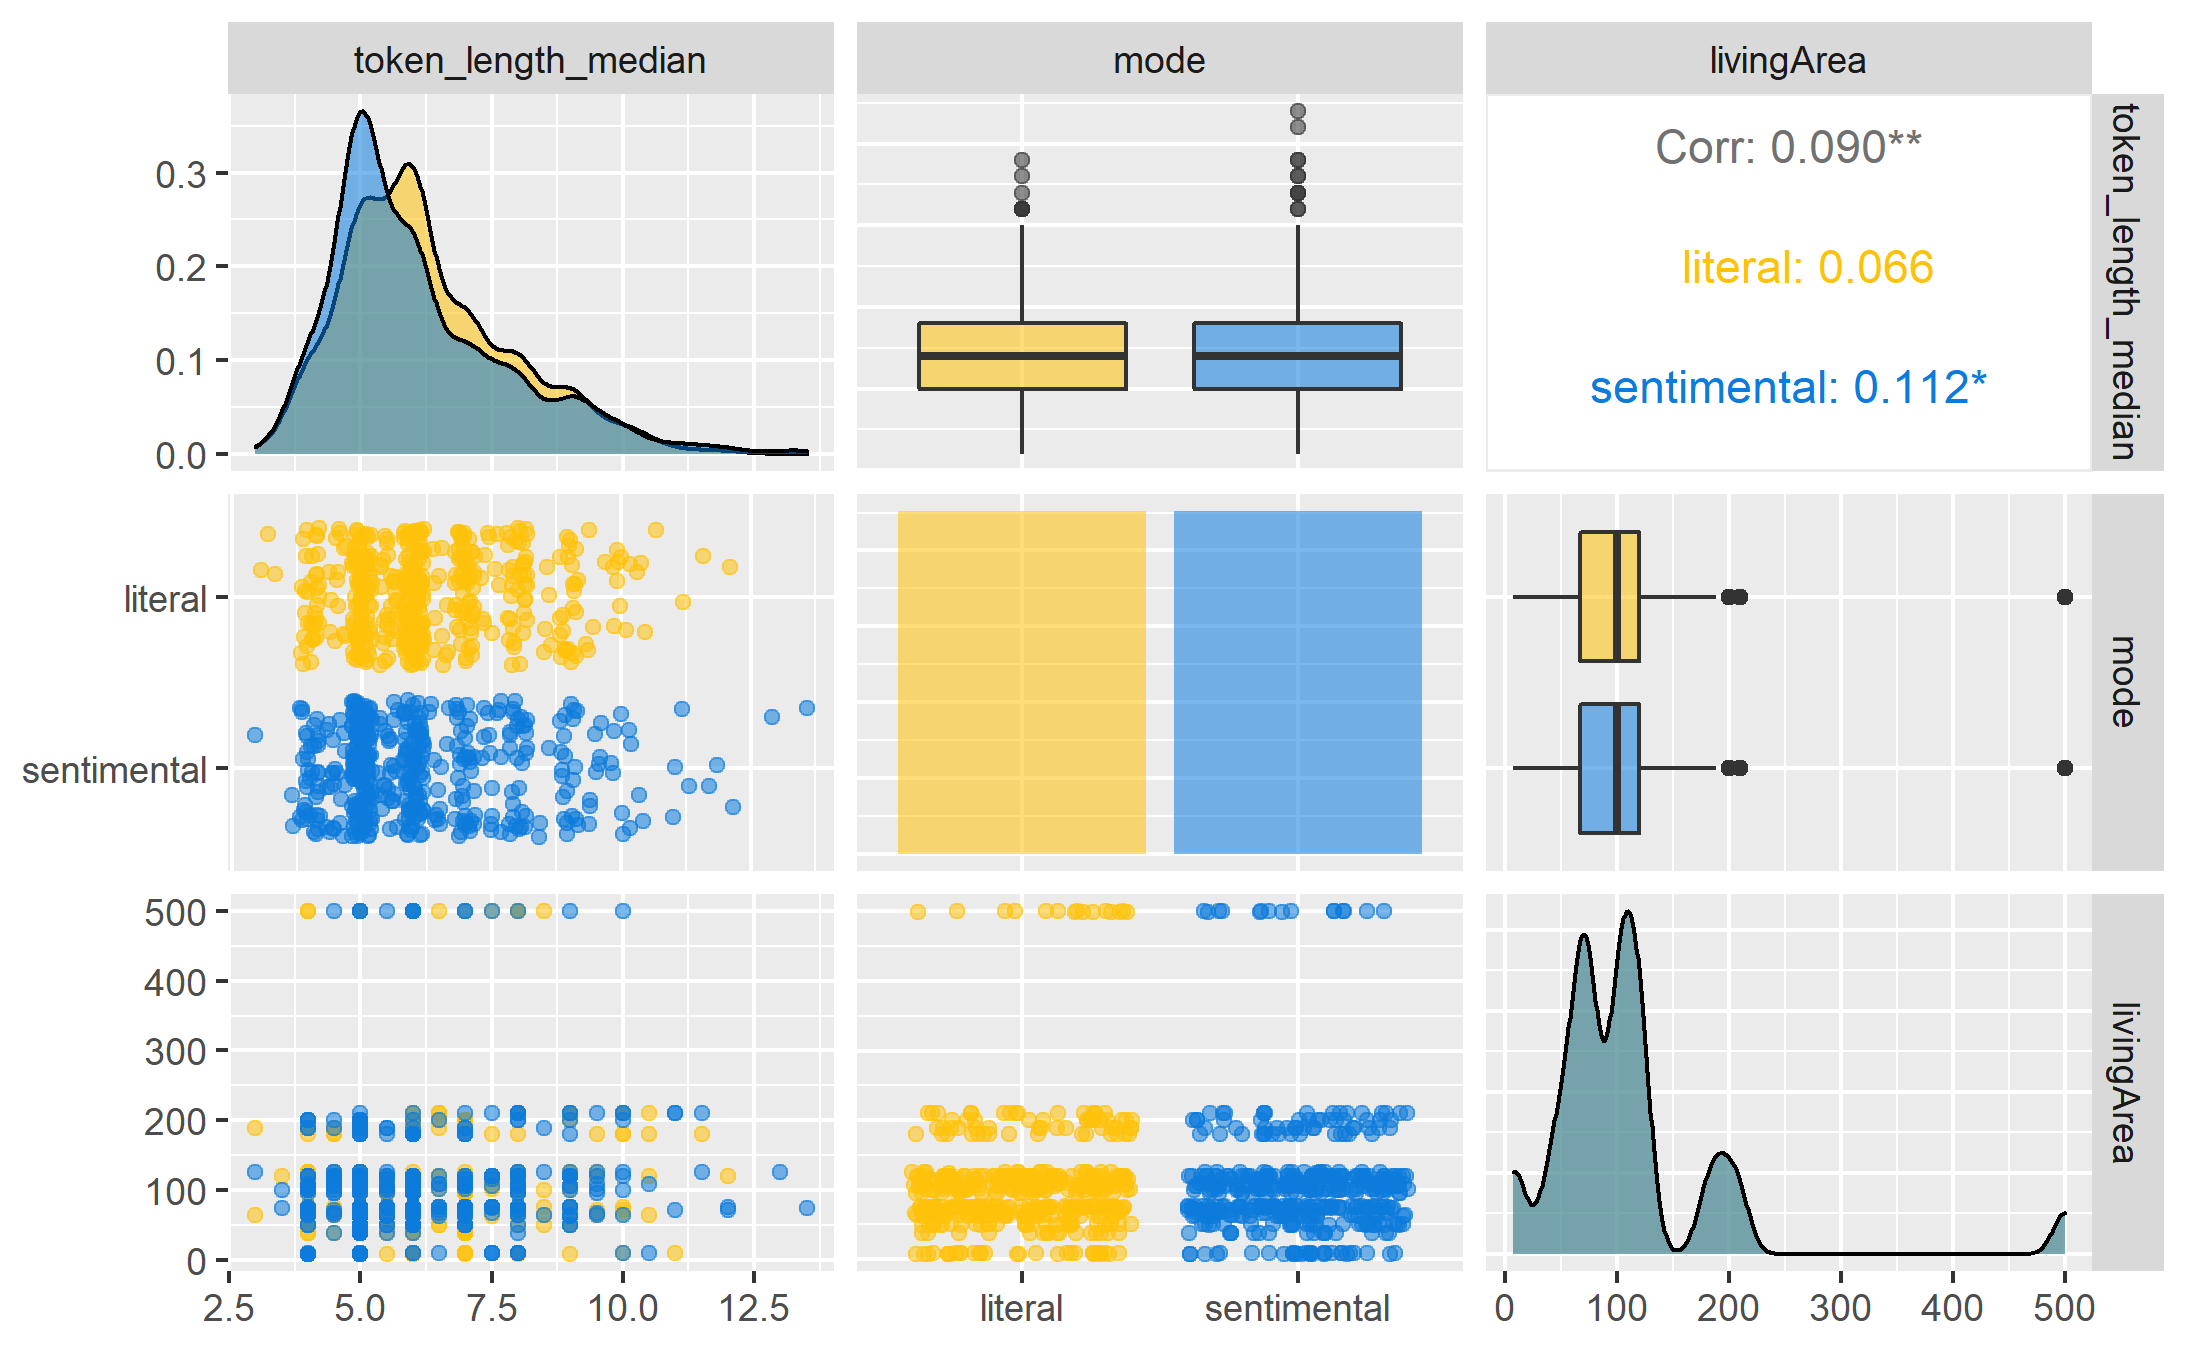 token_length_median
mode
livingArea
0.3
0.2
0.1
0.0
Corr: 0.090**
literal: 0.066
sentimental: 0.112*
token_length_median
literal
sentimental
mode
500
400
300
200
100
0
livingArea
2.5 5.0 7.5 10.0 12.5
literal sentimental
0 100 200 300 400 500